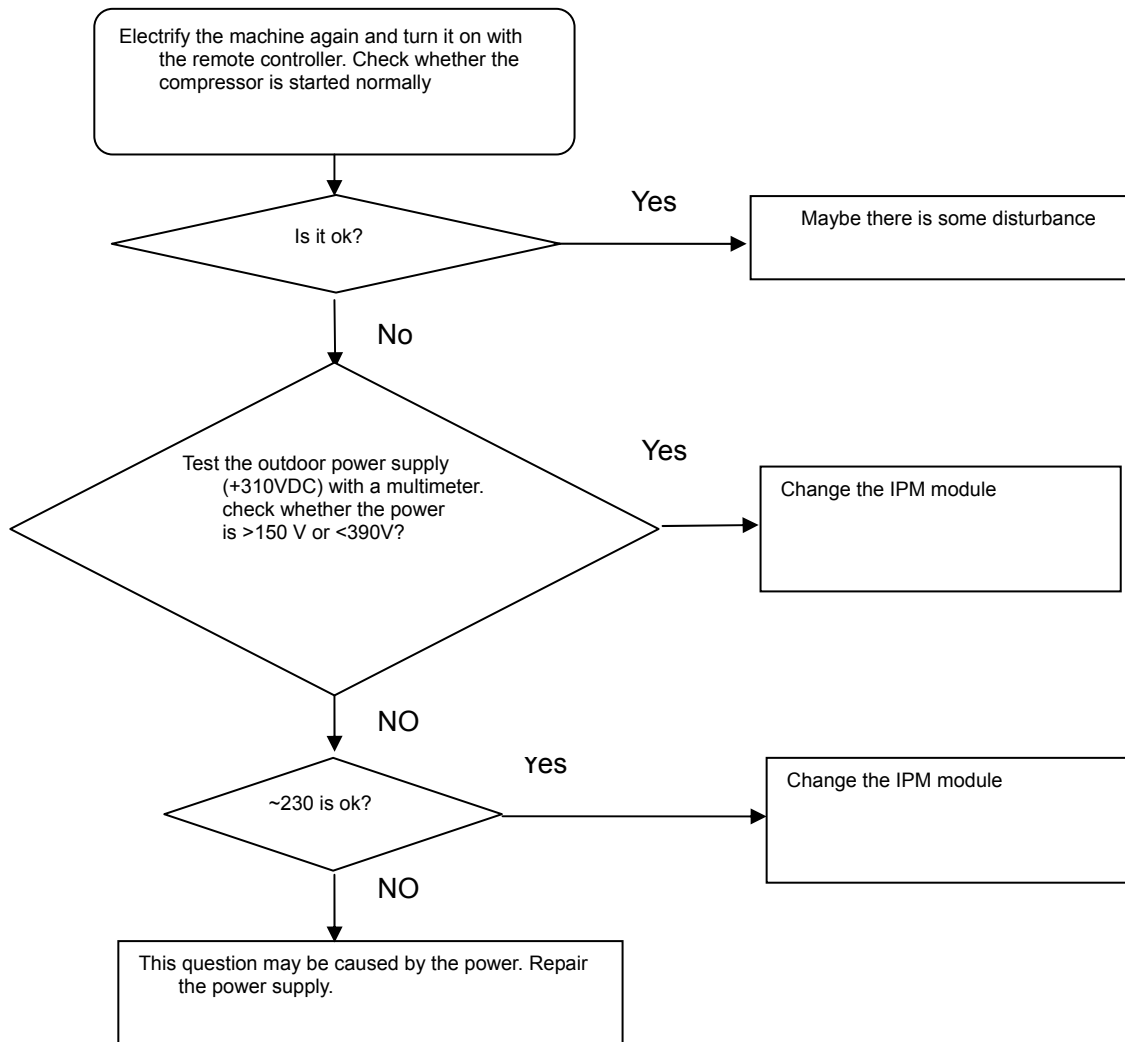 Electrify the machine again and turn it on with
the remote controller. Check whether the
compressor is started normally
Yes
Is it ok?
Maybe there is some disturbance
No
Yes
Test the outdoor power supply
(+310VDC) with a multimeter.
check whether the power
is >150 V or <390V?
Change the IPM module
NO
Yes
~230 is ok?
Change the IPM module
NO
This question may be caused by the power. Repair
the power supply.